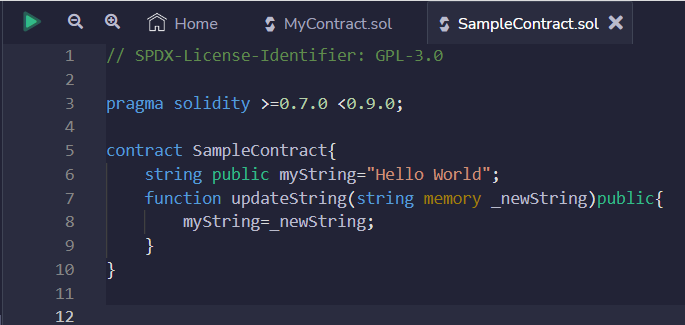 Home MyContract.sol SampleContract.sol
1 // SPDX-License-Identifier: GPL-3.0
2
3 pragma solidity >=0.7.0 <0.9.0;
4
5 contract SampleContract{
6 string public myString="Hello World";
7 function updateString(string memory _newString)public{
8 myString=_newString;
9 }
10 }
11
12